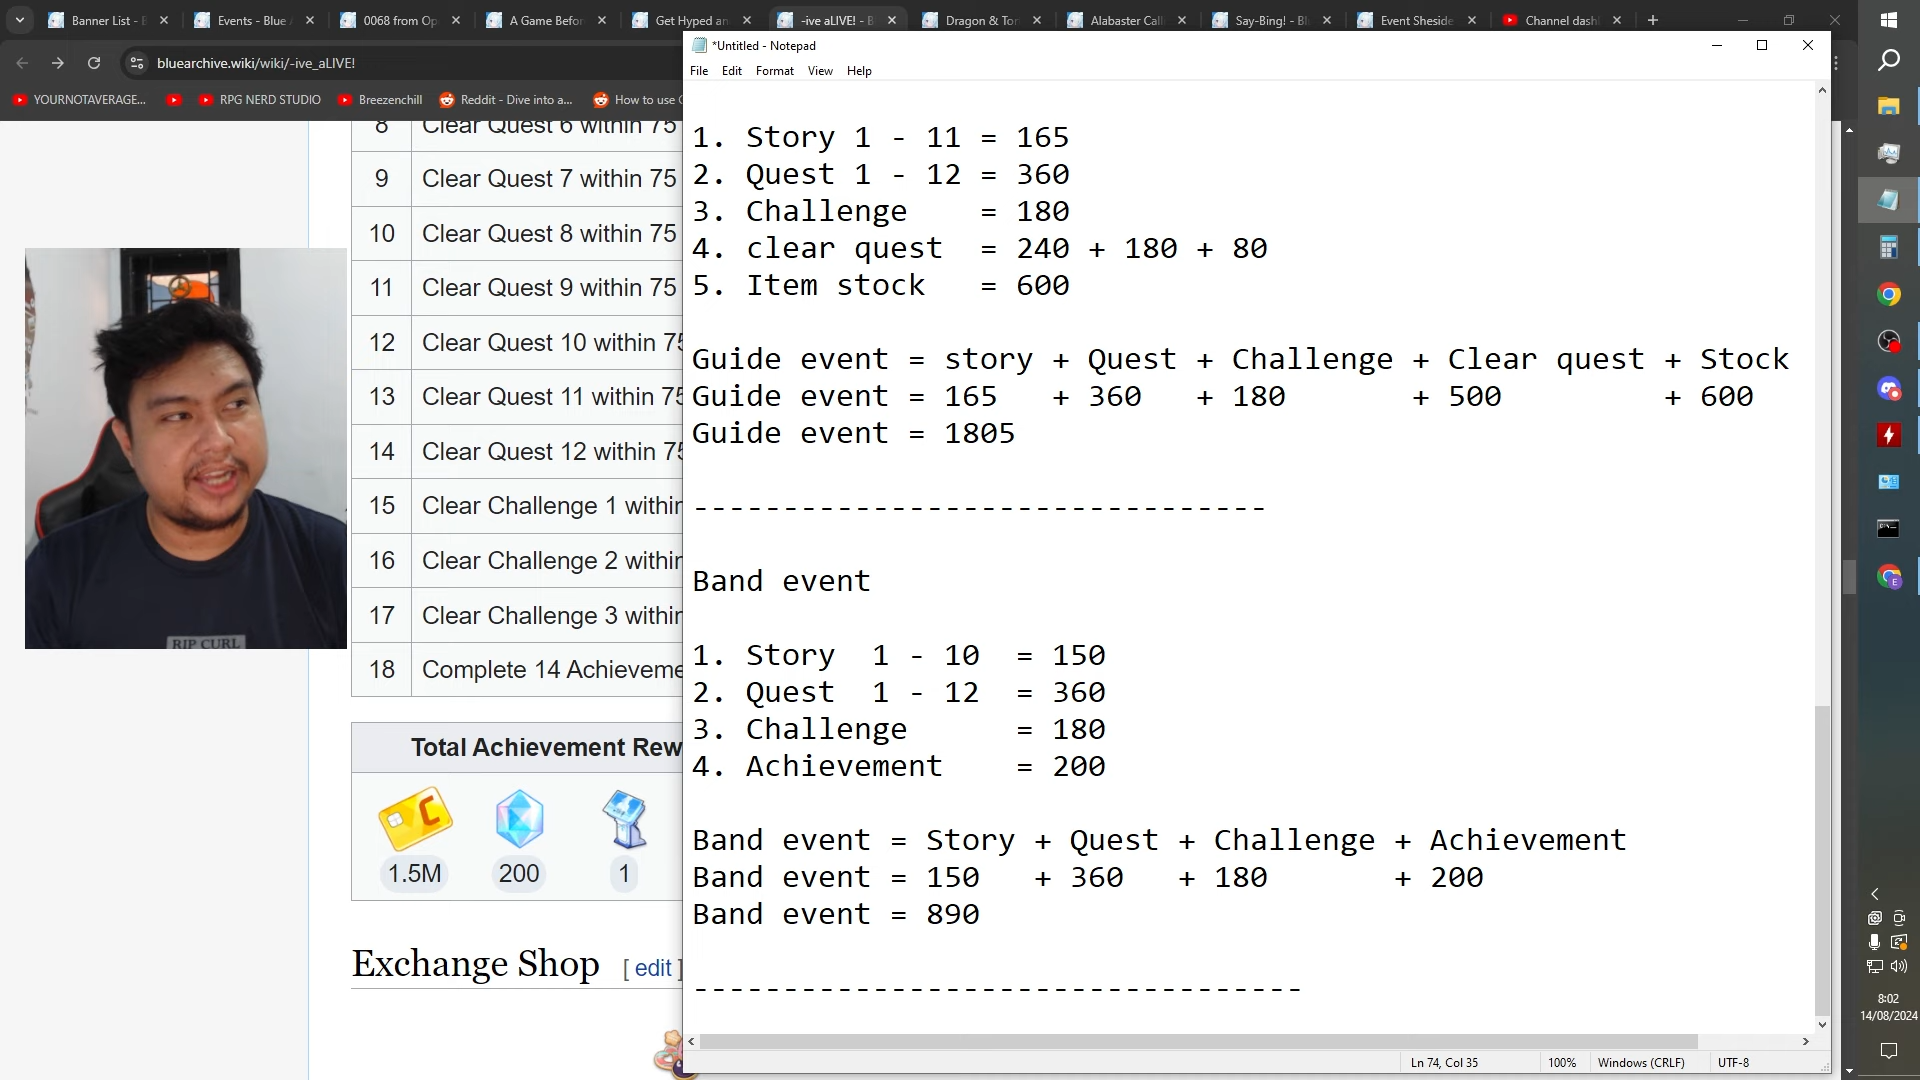 Banner List - B
Events - Blue A
0068 from Op
A Game Befor
Get Hyped an
-ive aLIVE! - B
Dragon & Tor
Alabaster Cal
Say-Bing! - Bl
Event Sheside
Channel dash
bluearchive.wiki/wiki/-ive_aLIVE!
YOURNOTAVERAGE...
RPG NERD STUDIO
Breezenchill
Reddit - Dive into a...
How to use
8 Clear Quest 6 within 75
9 Clear Quest 7 within 75
10 Clear Quest 8 within 75
11 Clear Quest 9 within 75
12 Clear Quest 10 within 75
13 Clear Quest 11 within 75
14 Clear Quest 12 within 75
15 Clear Challenge 1 within
16 Clear Challenge 2 within
17 Clear Challenge 3 within
18 Complete 14 Achieveme
Total Achievement Rew
1.5M 200 1
Exchange Shop [ edit ]
RIP CURL
*Untitled - Notepad
File Edit Format View Help
1. Story 1 - 11 = 165
2. Quest 1 - 12 = 360
3. Challenge = 180
4. clear quest = 240 + 180 + 80
5. Item stock = 600
Guide event = story + Quest + Challenge + Clear quest + Stock
Guide event = 165 + 360 + 180 + 500 + 600
Guide event = 1805
--------------------------------
Band event
1. Story 1 - 10 = 150
2. Quest 1 - 12 = 360
3. Challenge = 180
4. Achievement = 200
Band event = Story + Quest + Challenge + Achievement
Band event = 150 + 360 + 180 + 200
Band event = 890
----------------------------------
Ln 74, Col 35
100%
Windows (CRLF)
UTF-8
8:02
14/08/2024